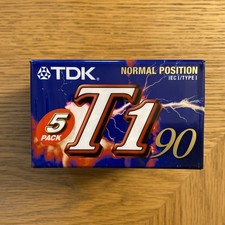 TDK
NORMAL POSITION
IEC I/TYPE I
5
PACK
T1 90